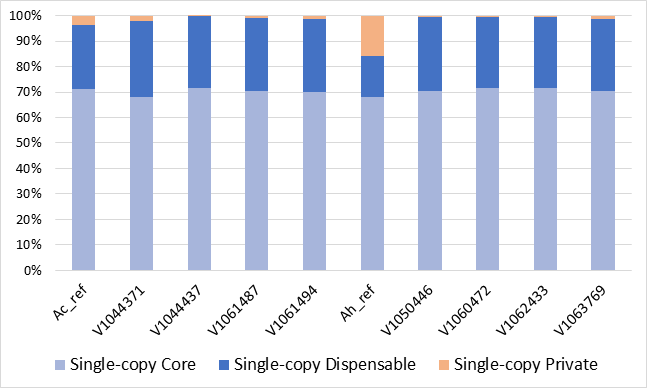 100%
90%
80%
70%
60%
50%
40%
30%
20%
10%
0%
Ac_ref
V1044371
V1044437
V1061487
V1061494
Ah_ref
V1050446
V1060472
V1062433
V1063769
Single-copy Core
Single-copy Dispensable
Single-copy Private